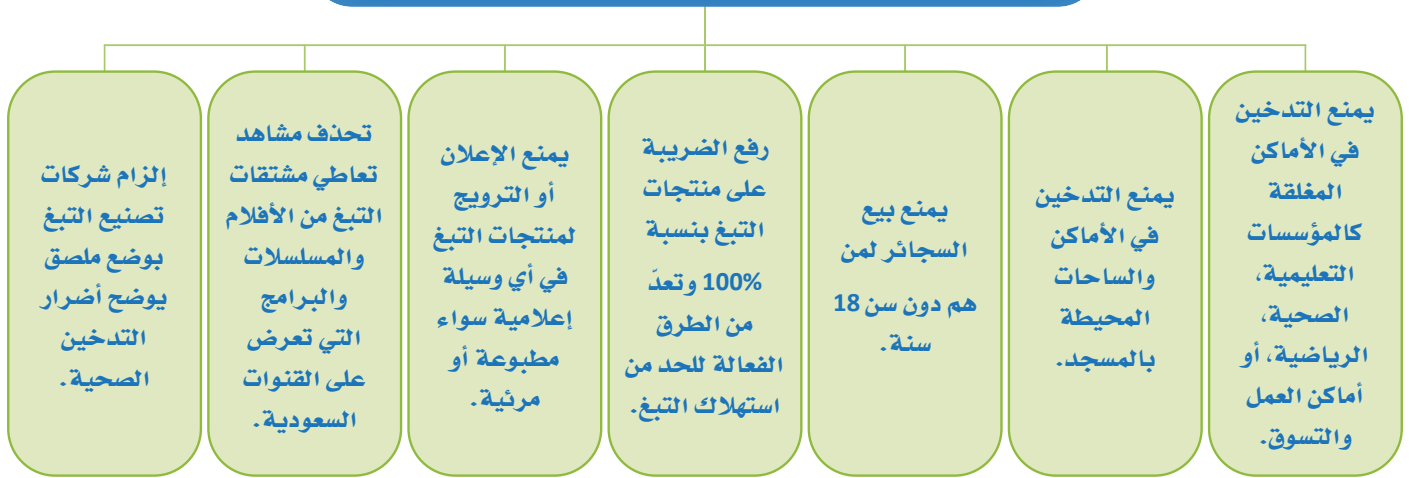 يمنع التدخين
في الأماكن
المغلقة
كالمؤسسات
التعليمية،
الصحية،
الرياضية، أو
أماكن العمل
والتسوق.
يمنع التدخين
في الأماكن
والساحات
المحيطة
بالمسجد.
يمنع بيع
السجائر لمن
هم دون سن 18
سنة.
رفع الضريبة
على منتجات
التبغ بنسبة
100% وتعدّ
من الطرق
الفعالة للحد من
استهلاك التبغ.
يمنع الإعلان
أو الترويج
لمنتجات التبغ
في أي وسيلة
إعلامية سواء
مطبوعة أو
مرئية.
تحذف مشاهد
تعاطي مشتقات
التبغ من الأفلام
والمسلسلات
والبرامج
التي تعرض
على القنوات
السعودية.
إلزام شركات
تصنيع التبغ
بوضع ملصق
يوضح أضرار
التدخين
الصحية.